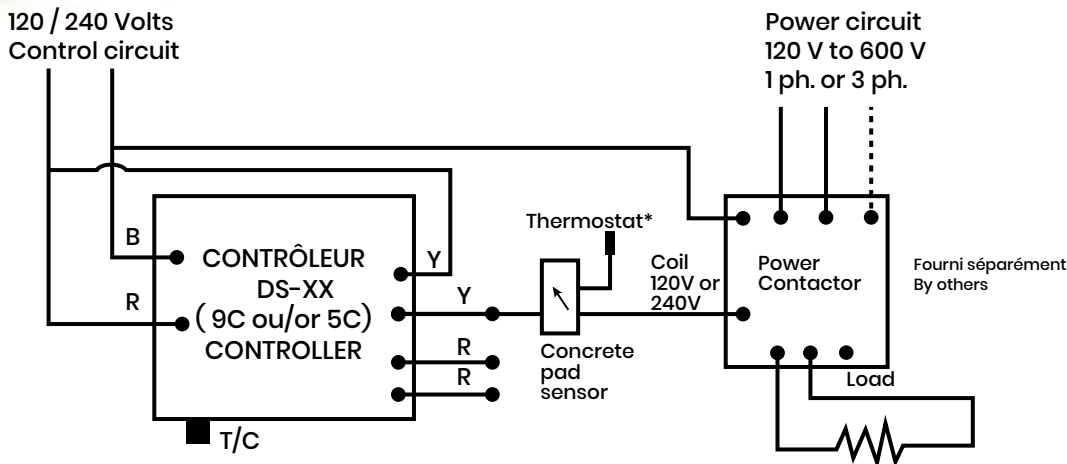 120 / 240 Volts
Control circuit
Power circuit
120 V to 600 V
1 ph. or 3 ph.
B
R
CONTRÔLEUR
DS-XX
( 9C ou/or 5C)
CONTROLLER
T/C
Y
Y
R
R
Thermostat*
Concrete
pad
sensor
Coil
120V or
240V
Power
Contactor
Load
Fourni séparément
By others